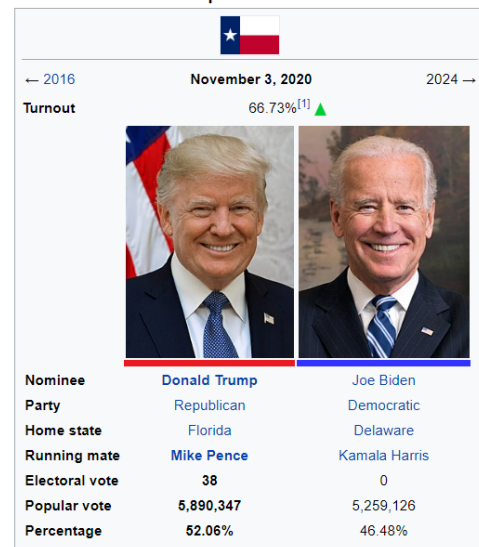 ← 2016 November 3, 2020 2024 →
Turnout 66.73%[1]
Nominee Donald Trump Joe Biden
Party Republican Democratic
Home state Florida Delaware
Running mate Mike Pence Kamala Harris
Electoral vote 38 0
Popular vote 5,890,347 5,259,126
Percentage 52.06% 46.48%